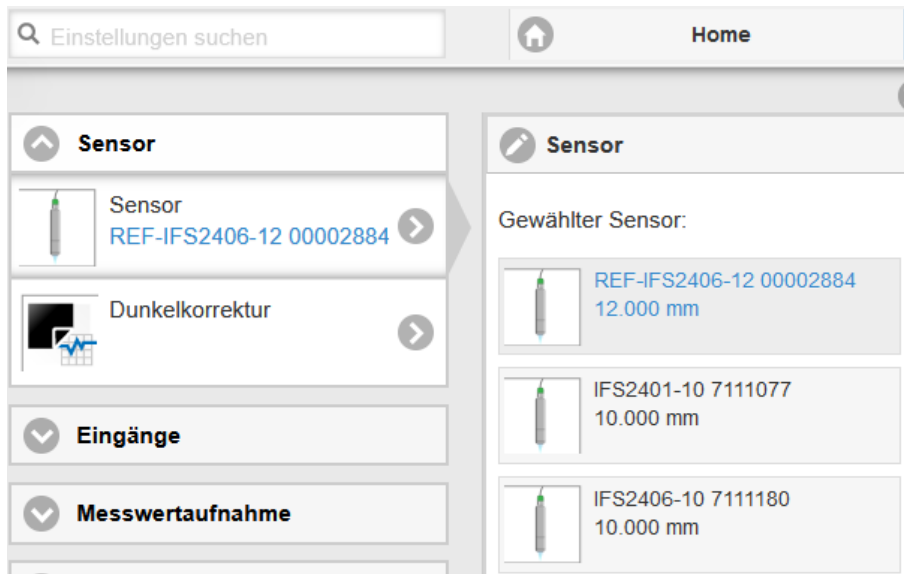 Einstellungen suchen
Home
Sensor
Sensor
REF-IFS2406-12 00002884
Dunkelkorrektur
Eingänge
Messwertaufnahme
Sensor
Gewählter Sensor:
REF-IFS2406-12 00002884
12.000 mm
IFS2401-10 7111077
10.000 mm
IFS2406-10 7111180
10.000 mm